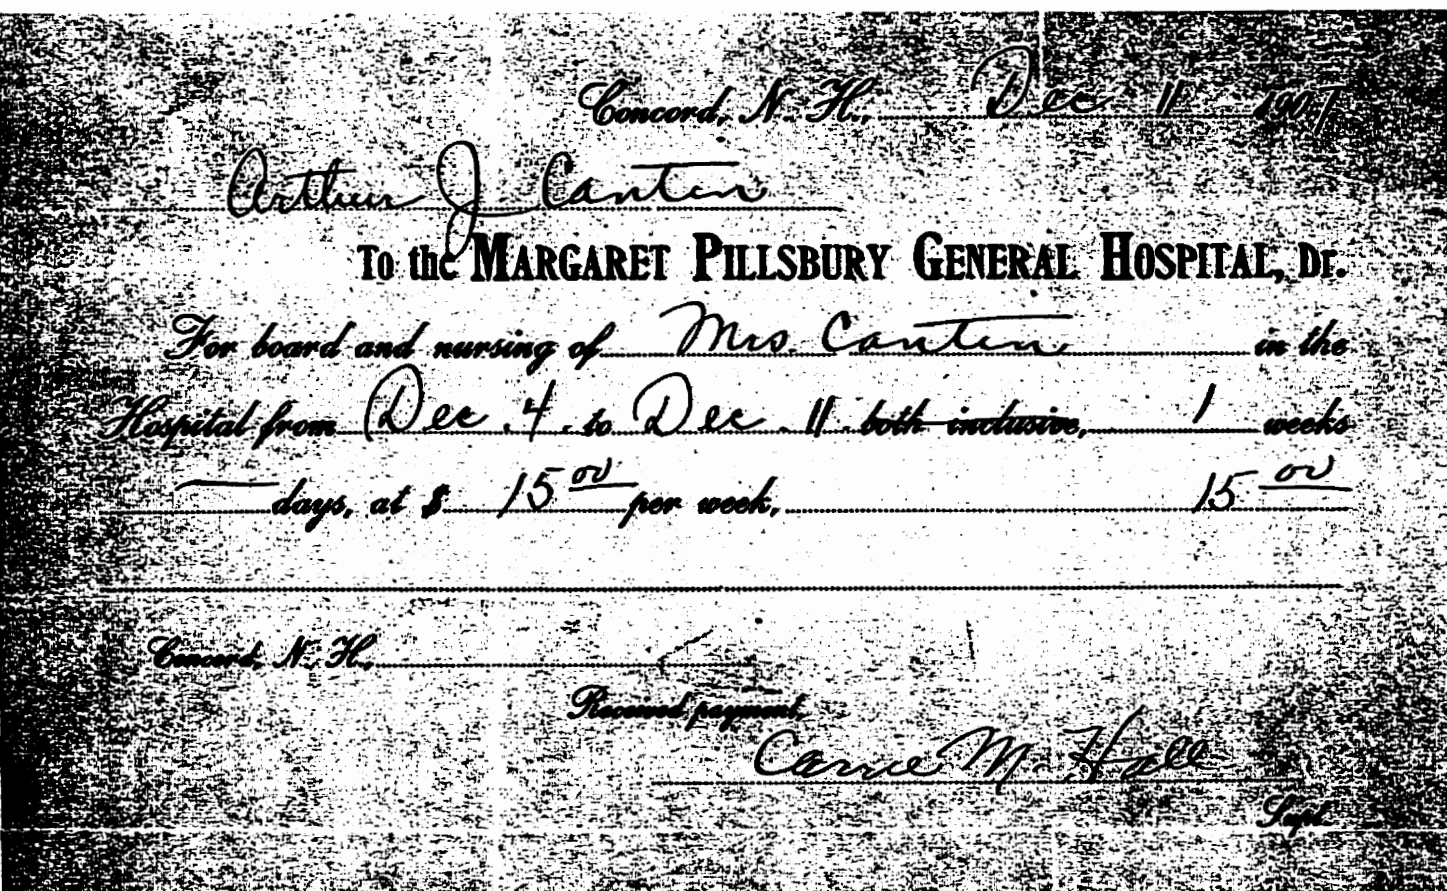 Concord, N. H., Dec 11 1907
Arthur J. Cantin
To the MARGARET PILLSBURY GENERAL HOSPITAL, Dr.
For board and nursing of Mrs. Cantin in the
Hospital from Dec. 4. to Dec. 11. both inclusive, 1 weeks
— days, at $ 15 00 per week, 15 00
Concord, N. H.,
Received payment,
Carrie M. Hall
Supt.